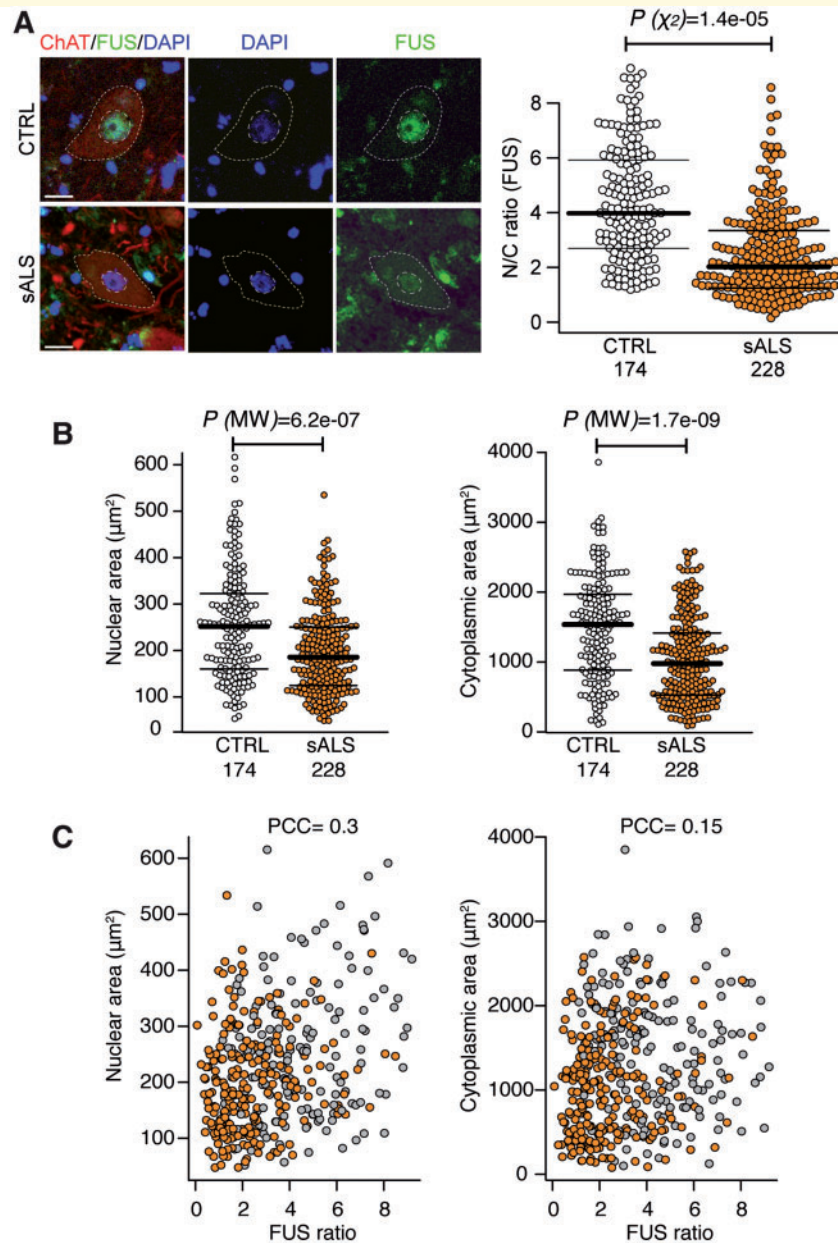 A
ChAT/FUS/DAPI DAPI FUS
CTRL
sALS
P (χ2)=1.4e-05
N/C ratio (FUS)
8
6
4
2
0
CTRL sALS
174 228
B
P (MW)=6.2e-07
Nuclear area (µm²)
600
500
400
300
200
100
0
CTRL sALS
174 228
P (MW)=1.7e-09
Cytoplasmic area (µm²)
4000
3000
2000
1000
0
CTRL sALS
174 228
C
PCC= 0.3
Nuclear area (µm²)
600
500
400
300
200
100
0 2 4 6 8
FUS ratio
PCC= 0.15
Cytoplasmic area (µm²)
4000
3000
2000
1000
0
0 2 4 6 8
FUS ratio